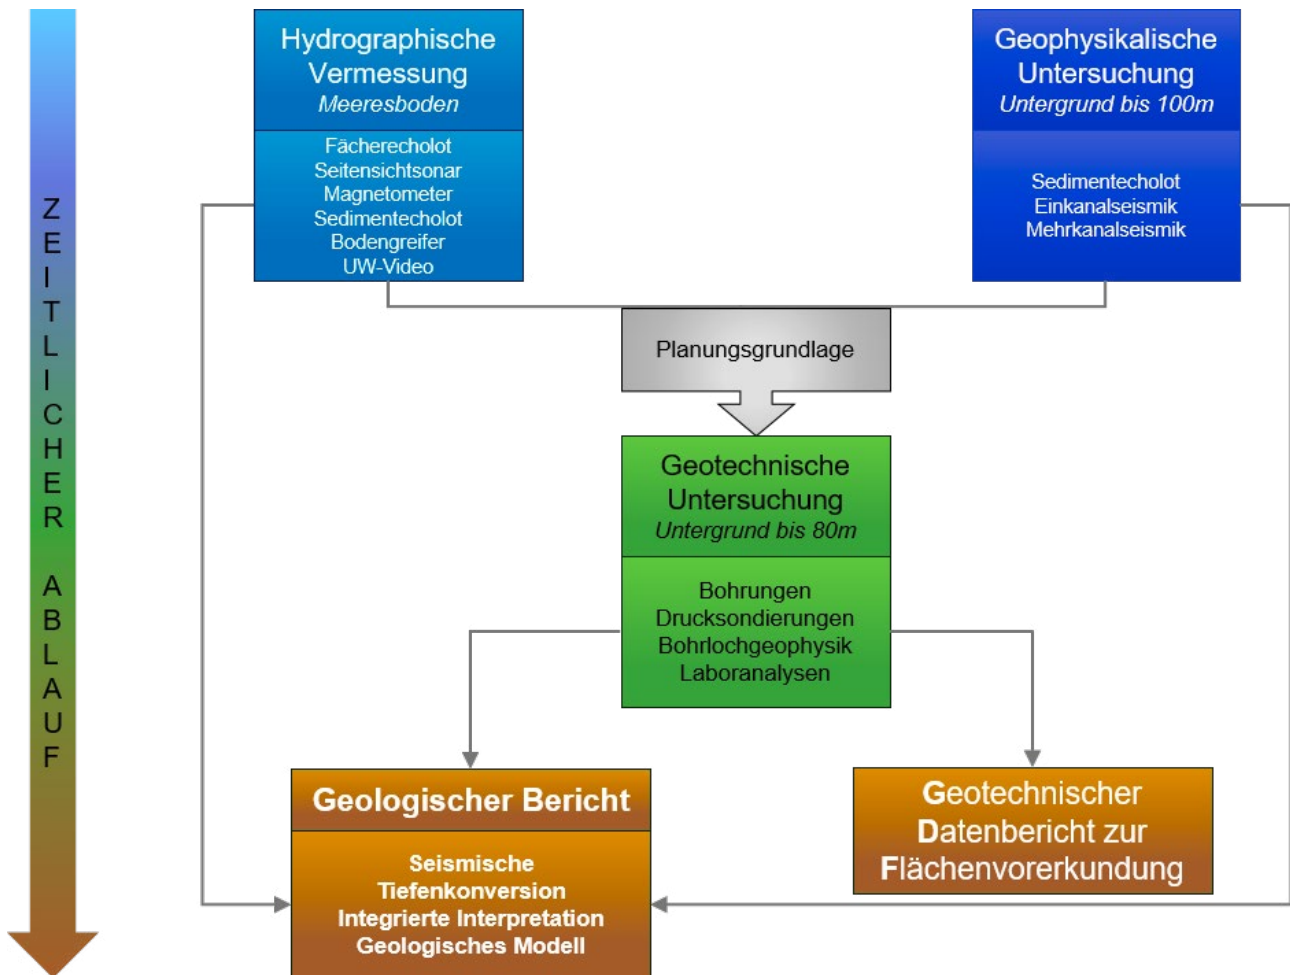 ZEITLICHER ABLAUF
Hydrographische
Vermessung
Meeresboden
Fächerecholot
Seitensichtsonar
Magnetometer
Sedimentecholot
Bodengreifer
UW-Video
Geophysikalische
Untersuchung
Untergrund bis 100m
Sedimentecholot
Einkanalseismik
Mehrkanalseismik
Planungsgrundlage
Geotechnische
Untersuchung
Untergrund bis 80m
Bohrungen
Drucksondierungen
Bohrlochgeophysik
Laboranalysen
Geologischer Bericht
Seismische
Tiefenkonversion
Integrierte Interpretation
Geologisches Modell
Geotechnischer
Datenbericht zur
Flächenvorerkundung